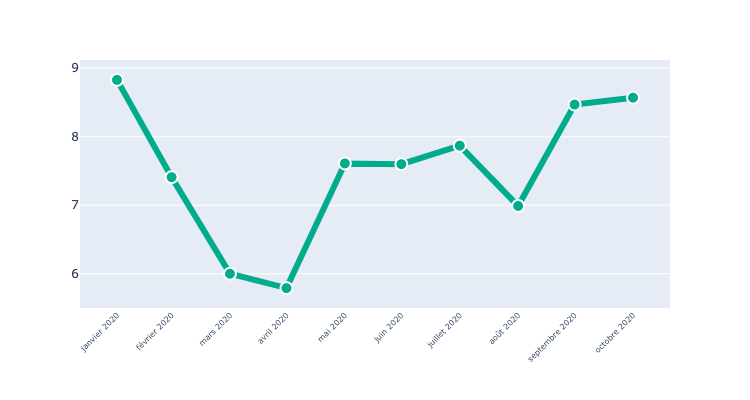 9
8
7
6
janvier 2020
février 2020
mars 2020
avril 2020
mai 2020
juin 2020
juillet 2020
août 2020
septembre 2020
octobre 2020